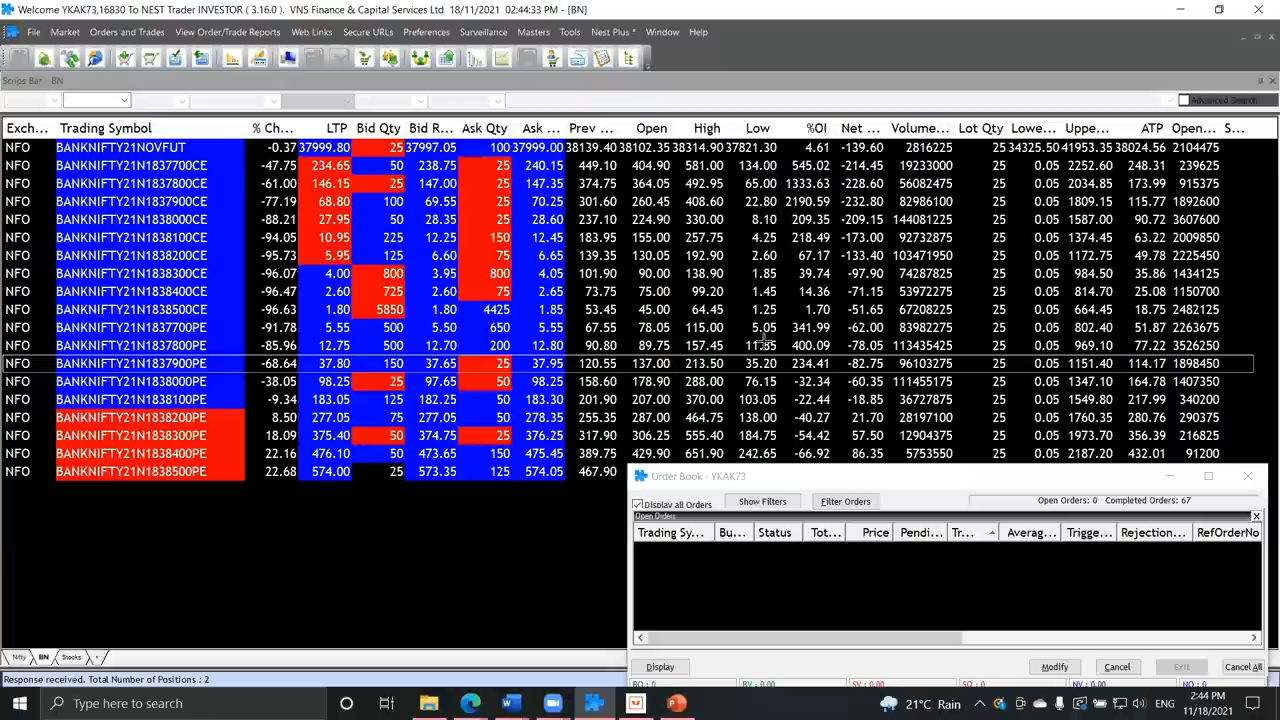 Welcome YKAK73,16830 To NEST Trader INVESTOR ( 3.16.0 ). VNS Finance & Capital Services Ltd 18/11/2021 02:44:33 PM - [BN]
File Market Orders and Trades View Order/Trade Reports Web Links Secure URLs Preferences Surveillance Masters Tools Nest Plus + Window Help
Scrips Bar BN
Advanced Search
Exch... Trading Symbol % Ch... LTP Bid Qty Bid R... Ask Qty Ask ... Prev ... Open High Low %OI Net ... Volume... Lot Qty Lowe... Uppe... ATP Open... S...
NFO BANKNIFTY21NOVFUT -0.37 37999.80 25 37997.05 100 37999.00 38139.40 38102.35 38314.90 37821.30 4.61 -139.60 2816225 25 34325.50 41953.35 38024.56 2104475
NFO BANKNIFTY21N1837700CE -47.75 234.65 50 238.75 25 240.15 449.10 404.90 581.00 134.00 545.02 -214.45 19233000 25 0.05 2252.60 248.31 239625
NFO BANKNIFTY21N1837800CE -61.00 146.15 25 147.00 25 147.35 374.75 364.05 492.95 65.00 1333.63 -228.60 56082475 25 0.05 2034.85 173.99 915375
NFO BANKNIFTY21N1837900CE -77.19 68.80 100 69.55 25 70.25 301.60 260.45 408.60 22.80 2190.59 -232.80 82986100 25 0.05 1809.15 115.77 1892600
NFO BANKNIFTY21N1838000CE -88.21 27.95 50 28.35 25 28.60 237.10 224.90 330.00 8.10 209.35 -209.15 144081225 25 0.05 1587.00 90.72 3607600
NFO BANKNIFTY21N1838100CE -94.05 10.95 225 12.25 150 12.45 183.95 155.00 257.75 4.25 218.49 -173.00 92732875 25 0.05 1374.45 63.22 2009850
NFO BANKNIFTY21N1838200CE -95.73 5.95 125 6.60 75 6.65 139.35 130.05 192.90 2.60 67.17 -133.40 103471950 25 0.05 1172.75 49.78 2225450
NFO BANKNIFTY21N1838300CE -96.07 4.00 800 3.95 800 4.05 101.90 90.00 138.90 1.85 39.74 -97.90 74287825 25 0.05 984.50 35.86 1434125
NFO BANKNIFTY21N1838400CE -96.47 2.60 725 2.60 75 2.65 73.75 75.00 99.20 1.45 14.36 -71.15 53972875 25 0.05 814.70 25.08 1150700
NFO BANKNIFTY21N1838500CE -96.63 1.80 5850 1.80 4425 1.85 53.45 45.00 64.45 1.25 1.70 -51.65 67208225 25 0.05 664.45 18.75 2482125
NFO BANKNIFTY21N1837700PE -91.78 5.55 500 5.50 650 5.55 67.55 78.05 115.00 5.05 341.99 -62.00 83982275 25 0.05 802.40 51.87 2263675
NFO BANKNIFTY21N1837800PE -85.96 12.75 500 12.70 200 12.80 90.80 89.75 157.45 11.85 400.09 -78.05 113435425 25 0.05 969.10 77.22 3526250
NFO BANKNIFTY21N1837900PE -68.64 37.80 150 37.65 25 37.95 120.55 137.00 213.50 35.20 234.41 -82.75 96103275 25 0.05 1151.40 114.17 1898450
NFO BANKNIFTY21N1838000PE -38.05 98.25 25 97.65 50 98.25 158.60 178.90 288.00 76.15 -32.34 -60.35 111455175 25 0.05 1347.10 164.78 1407350
NFO BANKNIFTY21N1838100PE -9.34 183.05 125 182.25 50 183.30 201.90 207.00 370.00 103.05 -22.44 -18.85 36727875 25 0.05 1549.80 217.99 340200
NFO BANKNIFTY21N1838200PE 8.50 277.05 75 277.05 50 278.35 255.35 287.00 464.75 138.00 -40.27 21.70 28197100 25 0.05 1760.35 280.76 290375
NFO BANKNIFTY21N1838300PE 18.09 375.40 50 374.75 25 376.25 317.90 306.25 555.40 184.75 -54.42 57.50 12904375 25 0.05 1973.70 356.39 216825
NFO BANKNIFTY21N1838400PE 22.16 476.10 50 473.65 150 475.45 389.75 429.90 651.90 242.65 -66.92 86.35 5753550 25 0.05 2187.20 432.01 91200
NFO BANKNIFTY21N1838500PE 22.68 574.00 25 573.35 125 574.05 467.90
Order Book - YKAK73
Display all Orders Show Filters Filter Orders Open Orders: 0 Completed Orders: 67
Open Orders
Trading Sy... Bu... Status Tot... Price Pendi... Tr... Averag... Trigge... Rejection... RefOrderNo
Nifty BN Stocks
Display Modify Cancel Exit Cancel All
Response received. Total Number of Positions : 2
Type here to search
21°C Rain ENG 2:44 PM 11/18/2021